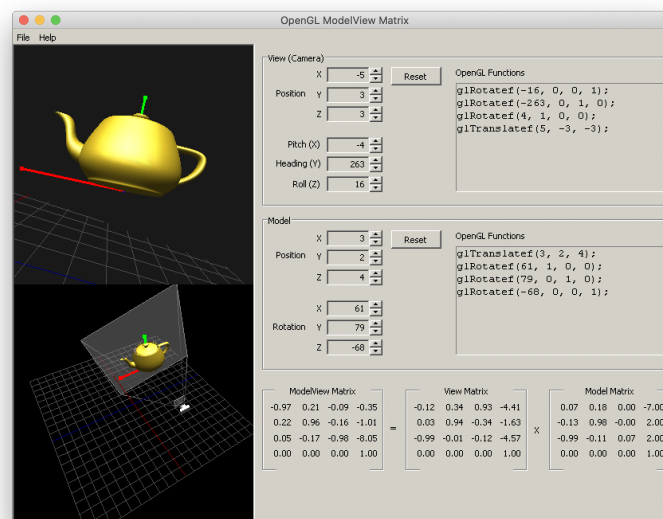 OpenGL ModelView Matrix
File Help
View (Camera)
X -5
Position Y 3
Z 3
Pitch (X) -4
Heading (Y) 263
Roll (Z) 16
Reset
OpenGL Functions
glRotatef(-16, 0, 0, 1);
glRotatef(-263, 0, 1, 0);
glRotatef(4, 1, 0, 0);
glTranslatef(5, -3, -3);
Model
X 3
Position Y 2
Z 4
X 61
Rotation Y 79
Z -68
Reset
OpenGL Functions
glTranslatef(3, 2, 4);
glRotatef(61, 1, 0, 0);
glRotatef(79, 0, 1, 0);
glRotatef(-68, 0, 0, 1);
ModelView Matrix
-0.97 0.21 -0.09 -0.35
0.22 0.96 -0.16 -1.01
0.05 -0.17 -0.98 -8.05
0.00 0.00 0.00 1.00
=
View Matrix
-0.12 0.34 0.93 -4.41
0.03 0.94 -0.34 -1.63
-0.99 -0.01 -0.12 -4.57
0.00 0.00 0.00 1.00
X
Model Matrix
0.07 0.18 0.00 -7.00
-0.13 0.98 -0.00 2.00
-0.99 -0.11 0.07 2.00
0.00 0.00 0.00 1.00